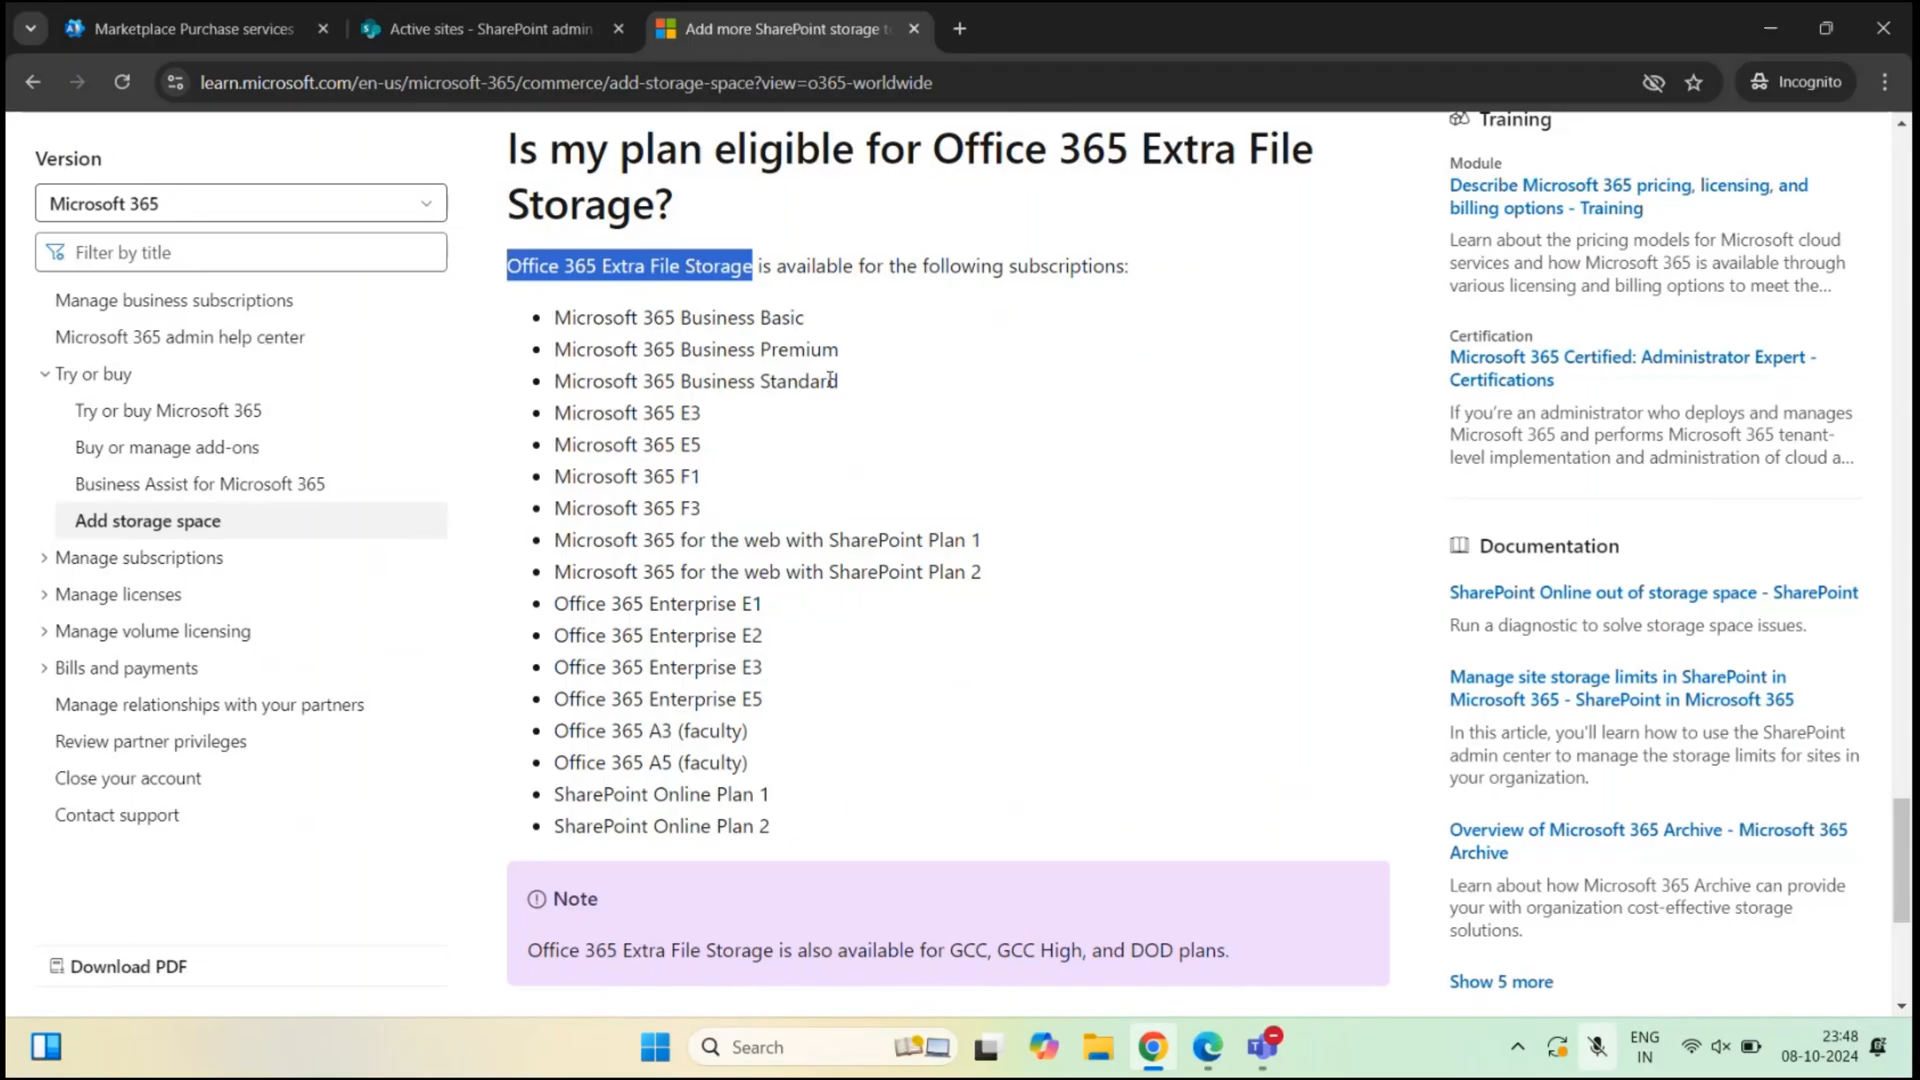 Marketplace Purchase services
Active sites - SharePoint admin
Add more SharePoint storage to
learn.microsoft.com/en-us/microsoft-365/commerce/add-storage-space?view=o365-worldwide
Incognito
Version
Microsoft 365
Filter by title
Manage business subscriptions
Microsoft 365 admin help center
Try or buy
Try or buy Microsoft 365
Buy or manage add-ons
Business Assist for Microsoft 365
Add storage space
Manage subscriptions
Manage licenses
Manage volume licensing
Bills and payments
Manage relationships with your partners
Review partner privileges
Close your account
Contact support
Download PDF
Is my plan eligible for Office 365 Extra File
Storage?
Office 365 Extra File Storage is available for the following subscriptions:
• Microsoft 365 Business Basic
• Microsoft 365 Business Premium
• Microsoft 365 Business Standard
• Microsoft 365 E3
• Microsoft 365 E5
• Microsoft 365 F1
• Microsoft 365 F3
• Microsoft 365 for the web with SharePoint Plan 1
• Microsoft 365 for the web with SharePoint Plan 2
• Office 365 Enterprise E1
• Office 365 Enterprise E2
• Office 365 Enterprise E3
• Office 365 Enterprise E5
• Office 365 A3 (faculty)
• Office 365 A5 (faculty)
• SharePoint Online Plan 1
• SharePoint Online Plan 2
Note
Office 365 Extra File Storage is also available for GCC, GCC High, and DOD plans.
Training
Module
Describe Microsoft 365 pricing, licensing, and
billing options - Training
Learn about the pricing models for Microsoft cloud
services and how Microsoft 365 is available through
various licensing and billing options to meet the...
Certification
Microsoft 365 Certified: Administrator Expert -
Certifications
If you're an administrator who deploys and manages
Microsoft 365 and performs Microsoft 365 tenant-
level implementation and administration of cloud a...
Documentation
SharePoint Online out of storage space - SharePoint
Run a diagnostic to solve storage space issues.
Manage site storage limits in SharePoint in
Microsoft 365 - SharePoint in Microsoft 365
In this article, you'll learn how to use the SharePoint
admin center to manage the storage limits for sites in
your organization.
Overview of Microsoft 365 Archive - Microsoft 365
Archive
Learn about how Microsoft 365 Archive can provide
your with organization cost-effective storage
solutions.
Show 5 more
Search
ENG
IN
23:48
08-10-2024